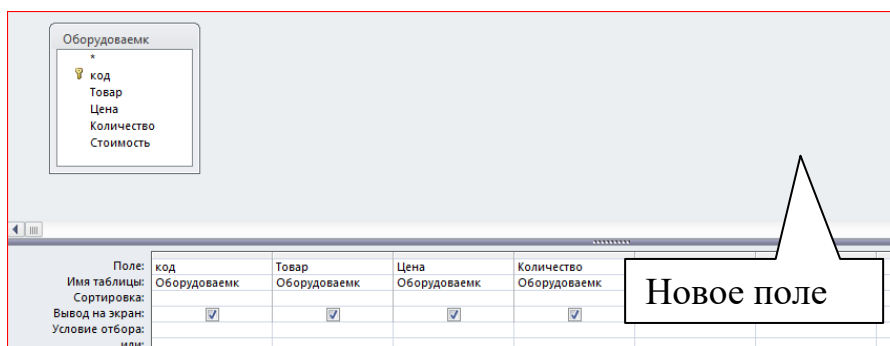 Оборудоваемк
*
код
Товар
Цена
Количество
Стоимость
Поле: код Товар Цена Количество
Имя таблицы: Оборудоваемк Оборудоваемк Оборудоваемк Оборудоваемк
Сортировка:
Вывод на экран:
Условие отбора:
или:
Новое поле